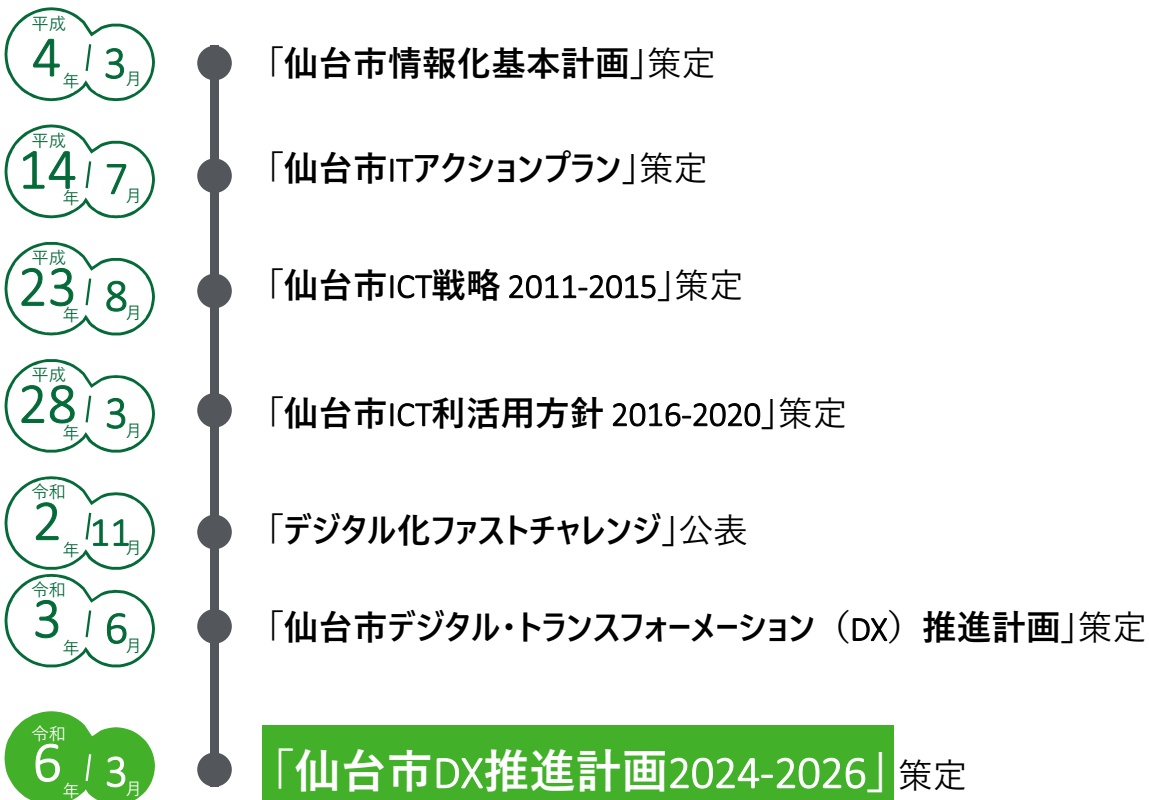 平成4年/3月 「仙台市情報化基本計画」策定
平成14年/7月 「仙台市ITアクションプラン」策定
平成23年/8月 「仙台市ICT戦略 2011-2015」策定
平成28年/3月 「仙台市ICT利活用方針 2016-2020」策定
令和2年/11月 「デジタル化ファストチャレンジ」公表
令和3年/6月 「仙台市デジタル・トランスフォーメーション（DX）推進計画」策定
令和6年/3月 「仙台市DX推進計画2024-2026」策定